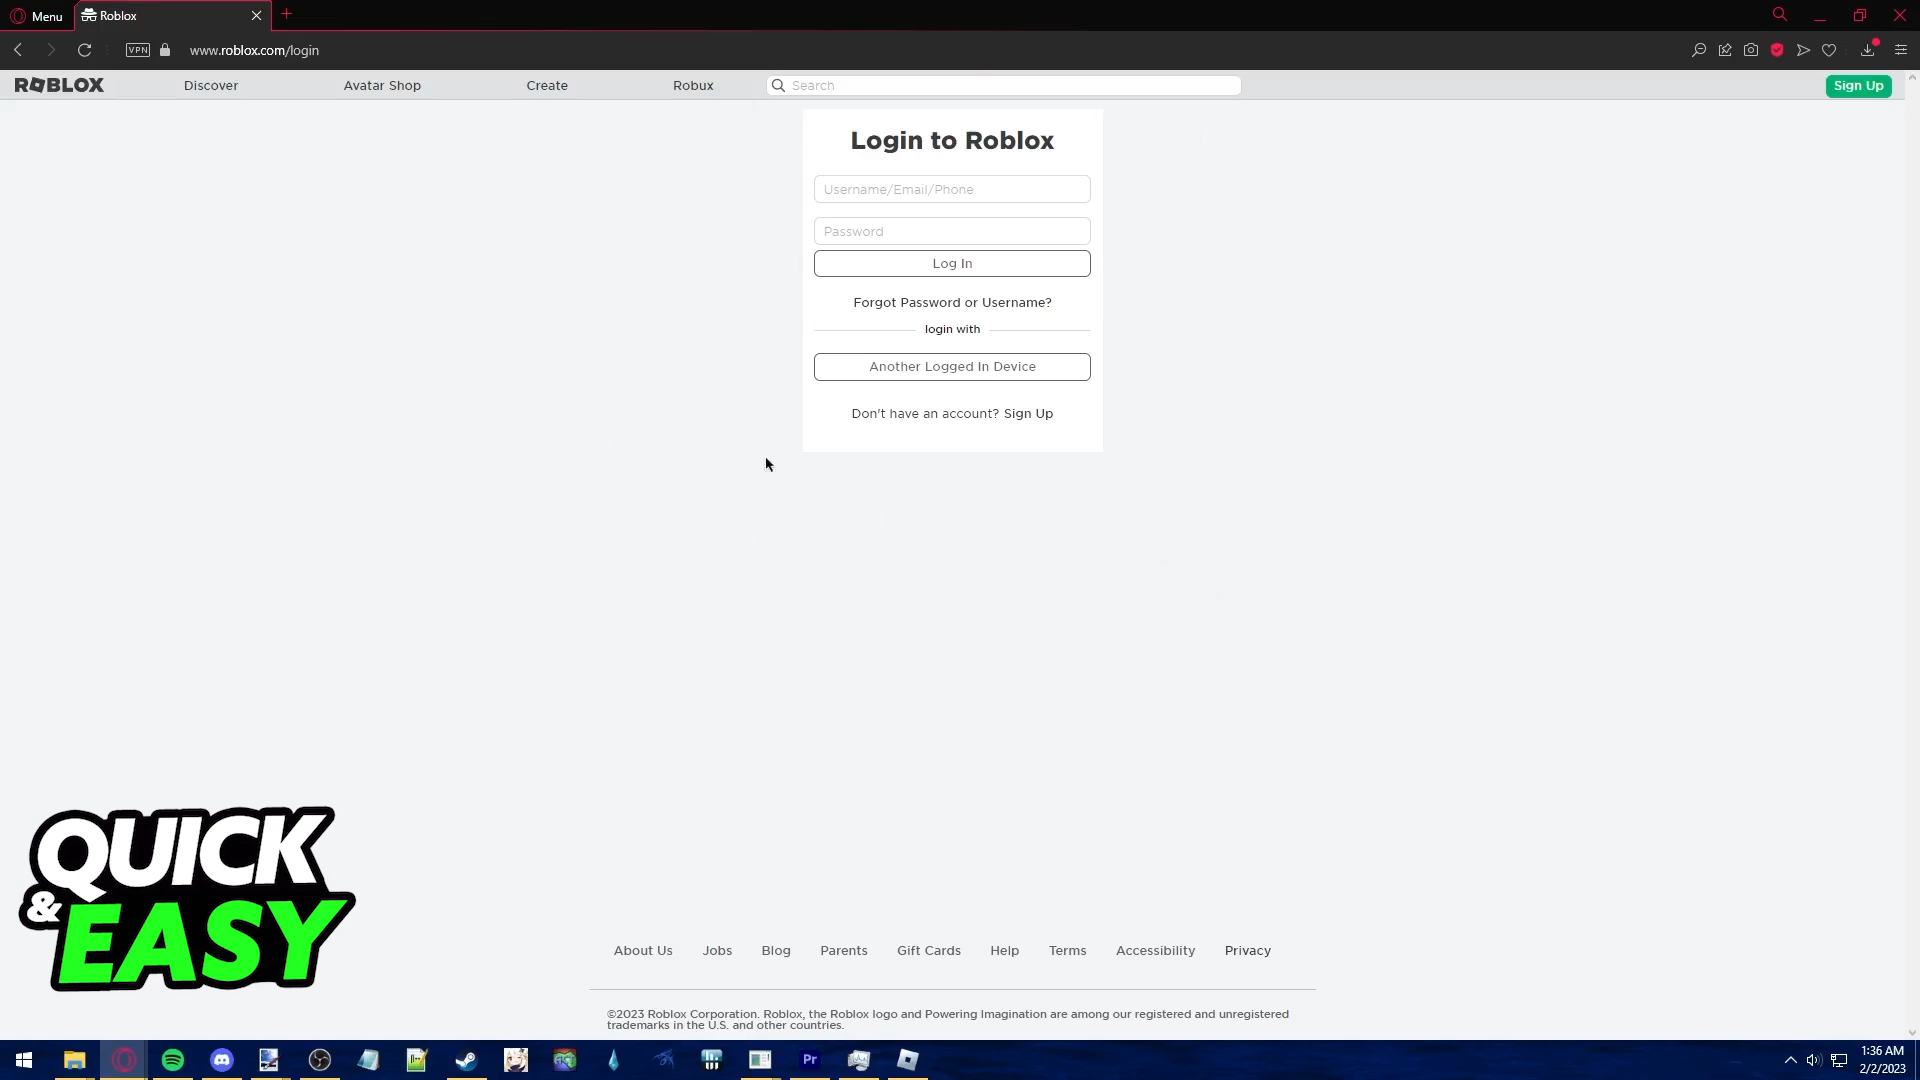 Menu
Roblox
VPN
www.roblox.com/login
ROBLOX
Discover
Avatar Shop
Create
Robux
Search
Sign Up
Login to Roblox
Username/Email/Phone
Password
Log In
Forgot Password or Username?
login with
Another Logged In Device
Don't have an account? Sign Up
QUICK
& EASY
About Us
Jobs
Blog
Parents
Gift Cards
Help
Terms
Accessibility
Privacy
©2023 Roblox Corporation. Roblox, the Roblox logo and Powering Imagination are among our registered and unregistered
trademarks in the U.S. and other countries.
Pr
1:36 AM
2/2/2023